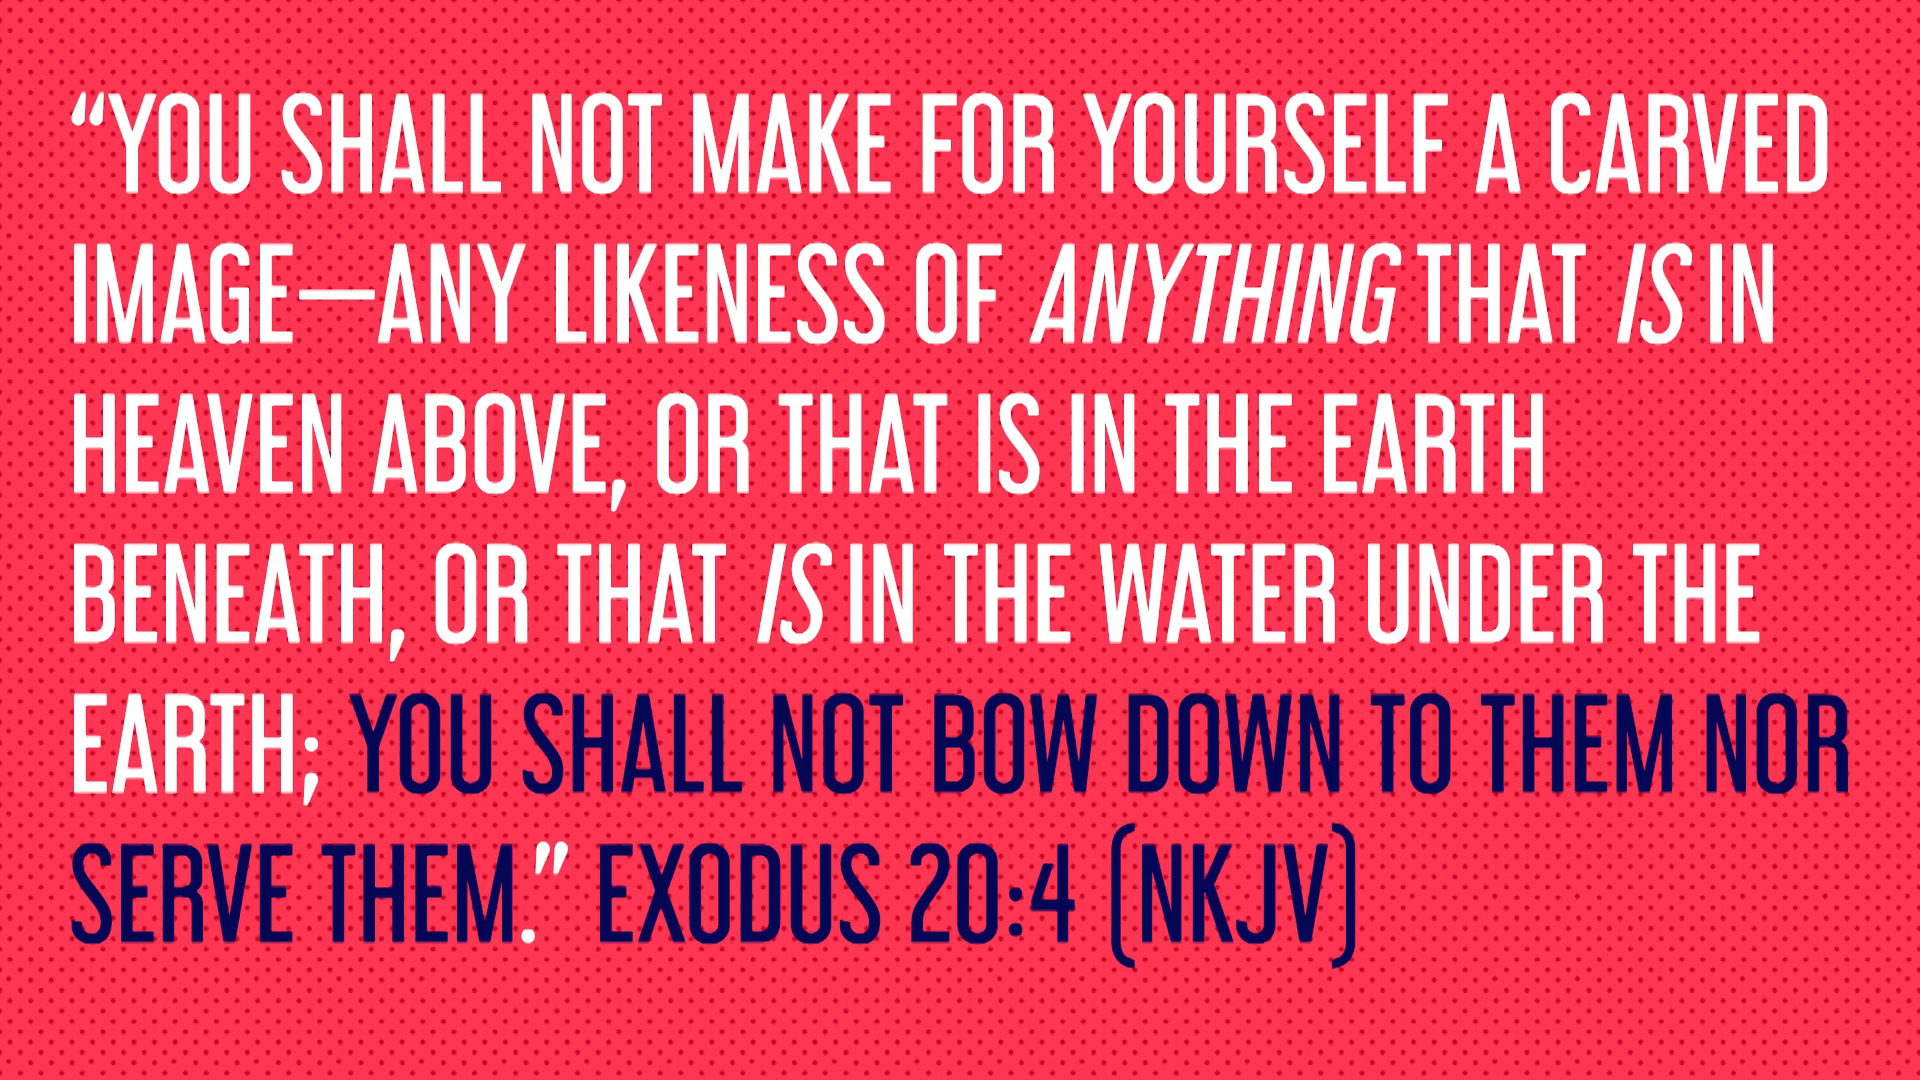 “YOU SHALL NOT MAKE FOR YOURSELF A CARVED
IMAGE—ANY LIKENESS OF ANYTHING THAT IS IN
HEAVEN ABOVE, OR THAT IS IN THE EARTH
BENEATH, OR THAT IS IN THE WATER UNDER THE
EARTH; YOU SHALL NOT BOW DOWN TO THEM NOR
SERVE THEM.” EXODUS 20:4 (NKJV)